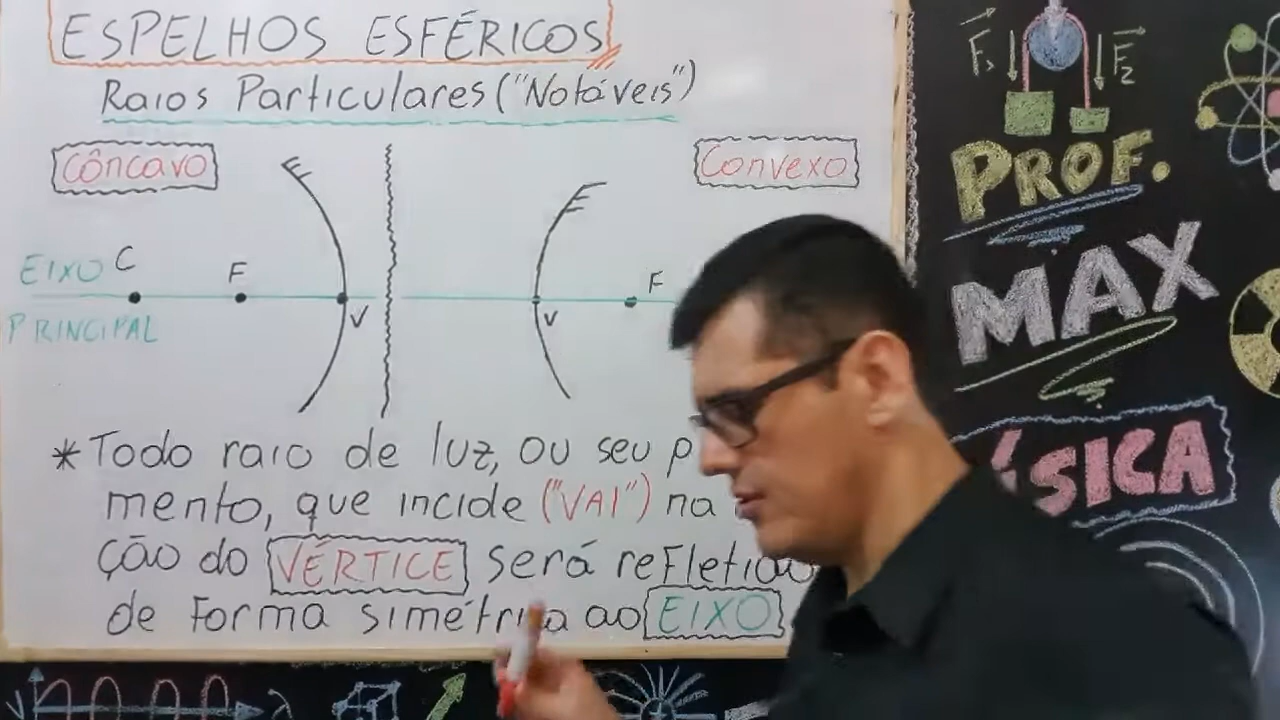 ESPELHOS ESFÉRICOS
Raios Particulares ("Notáveis")
Côncavo
Convexo
EIXO
PRINCIPAL
C
F
V
V
F
* Todo raio de luz, ou seu p
mento, que incide ("VAI") na
ção do VÉRTICE será refletido
de forma simétrica ao EIXO
F1
F2
PROF.
MAX
ÍSICA
V
λ